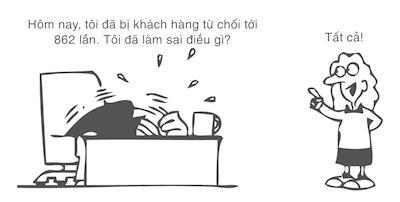 Hôm nay, tôi đã bị khách hàng từ chối tới
862 lần. Tôi đã làm sai điều gì?
Tất cả!